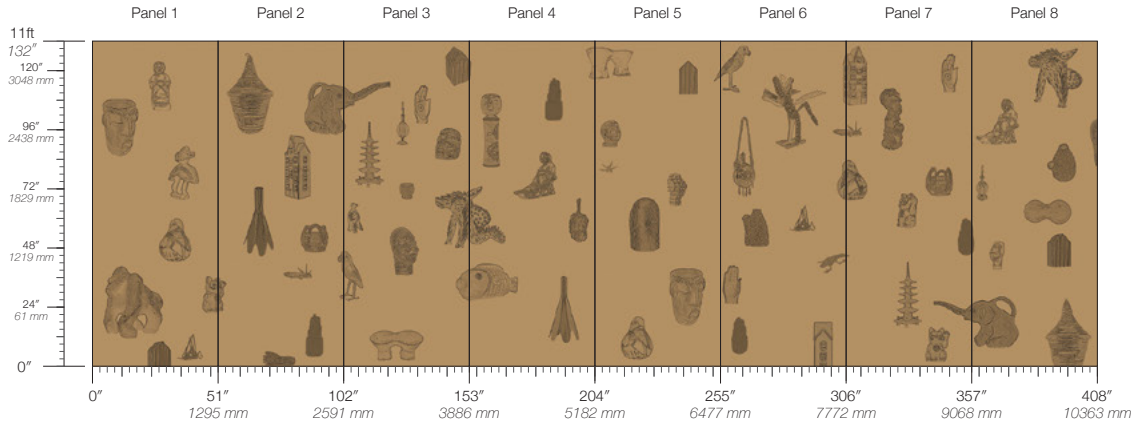 Panel 1 Panel 2 Panel 3 Panel 4 Panel 5 Panel 6 Panel 7 Panel 8
11ft
132″
120″
3048 mm
96″
2438 mm
72″
1829 mm
48″
1219 mm
24″
61 mm
0″
0″ 51″ 102″ 153″ 204″ 255″ 306″ 357″ 408″
1295 mm 2591 mm 3886 mm 5182 mm 6477 mm 7772 mm 9068 mm 10363 mm